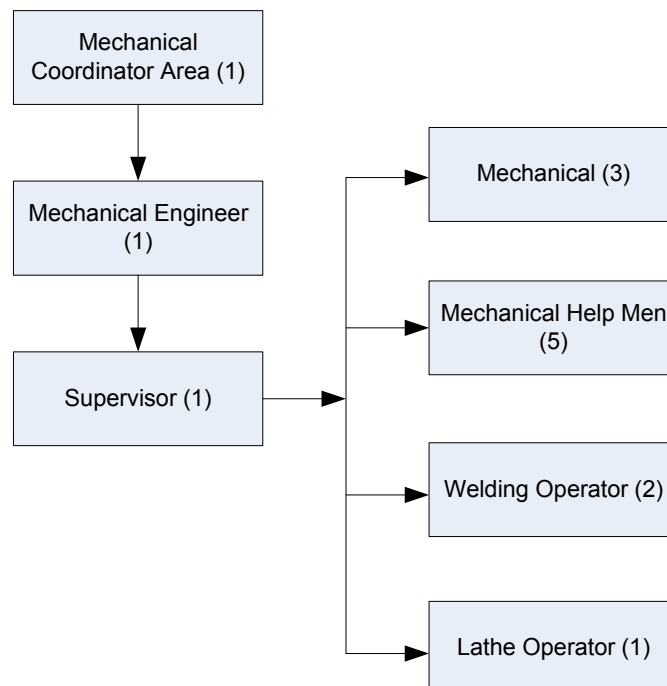 Mechanical
Coordinator Area (1)
Mechanical Engineer
(1)
Supervisor (1)
Mechanical (3)
Mechanical Help Men
(5)
Welding Operator (2)
Lathe Operator (1)